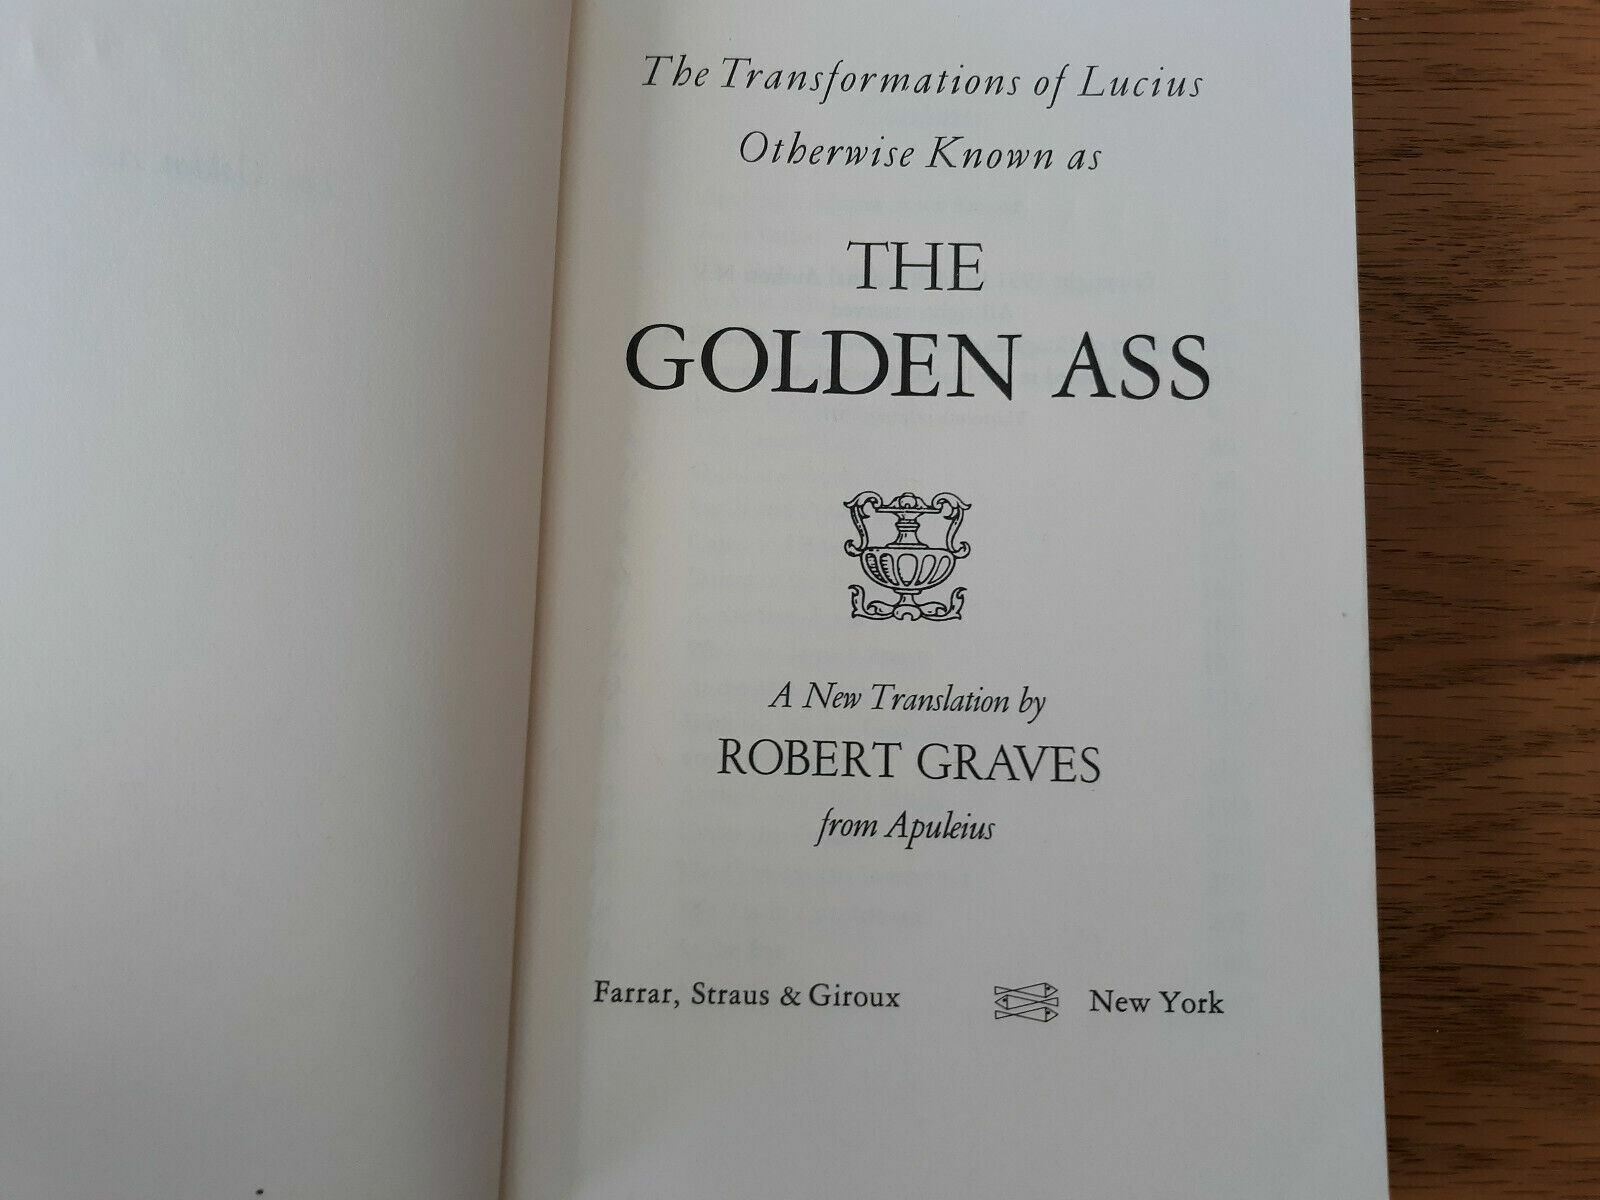 The Transformations of Lucius
Otherwise Known as
THE
GOLDEN ASS
A New Translation by
ROBERT GRAVES
from Apuleius
Farrar, Straus & Giroux New York